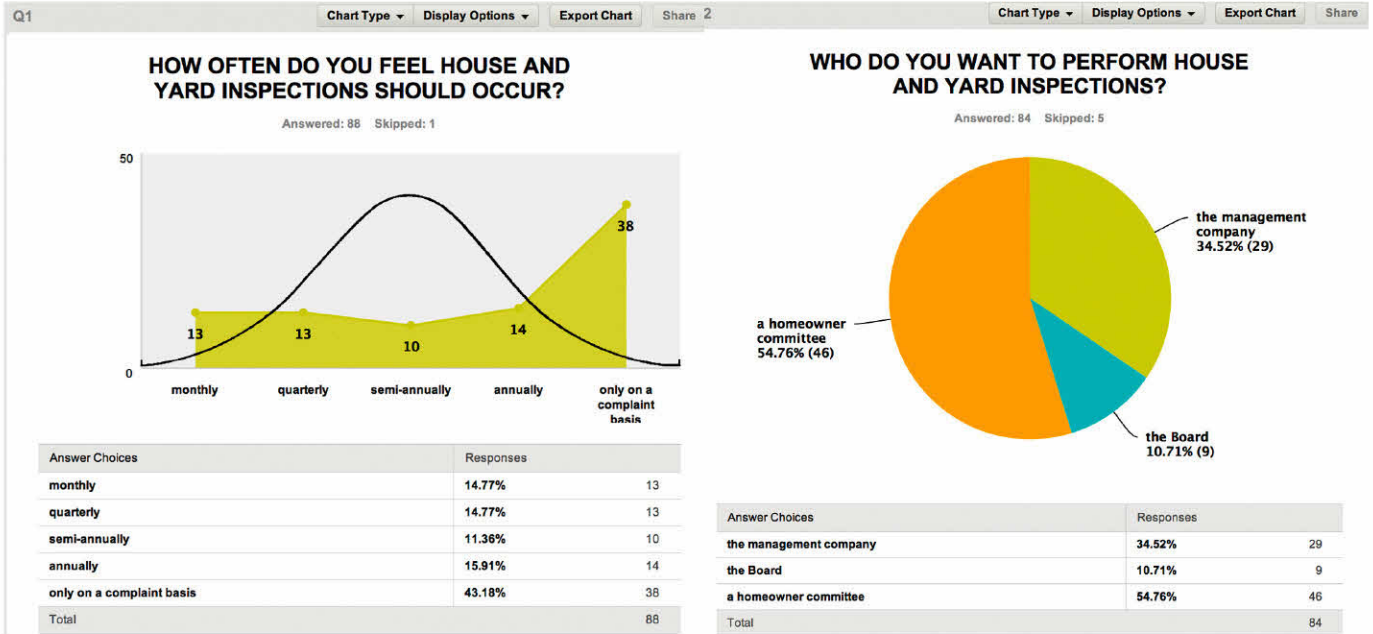 Q1
Chart Type
Display Options
Export Chart
Share
HOW OFTEN DO YOU FEEL HOUSE AND
YARD INSPECTIONS SHOULD OCCUR?
Answered: 88 Skipped: 1
50
0
13
13
10
14
38
monthly
quarterly
semi-annually
annually
only on a
complaint
basis
Answer Choices Responses
monthly 14.77% 13
quarterly 14.77% 13
semi-annually 11.36% 10
annually 15.91% 14
only on a complaint basis 43.18% 38
Total 88
2
Chart Type
Display Options
Export Chart
Share
WHO DO YOU WANT TO PERFORM HOUSE
AND YARD INSPECTIONS?
Answered: 84 Skipped: 5
the management
company
34.52% (29)
a homeowner
committee
54.76% (46)
the Board
10.71% (9)
Answer Choices Responses
the management company 34.52% 29
the Board 10.71% 9
a homeowner committee 54.76% 46
Total 84